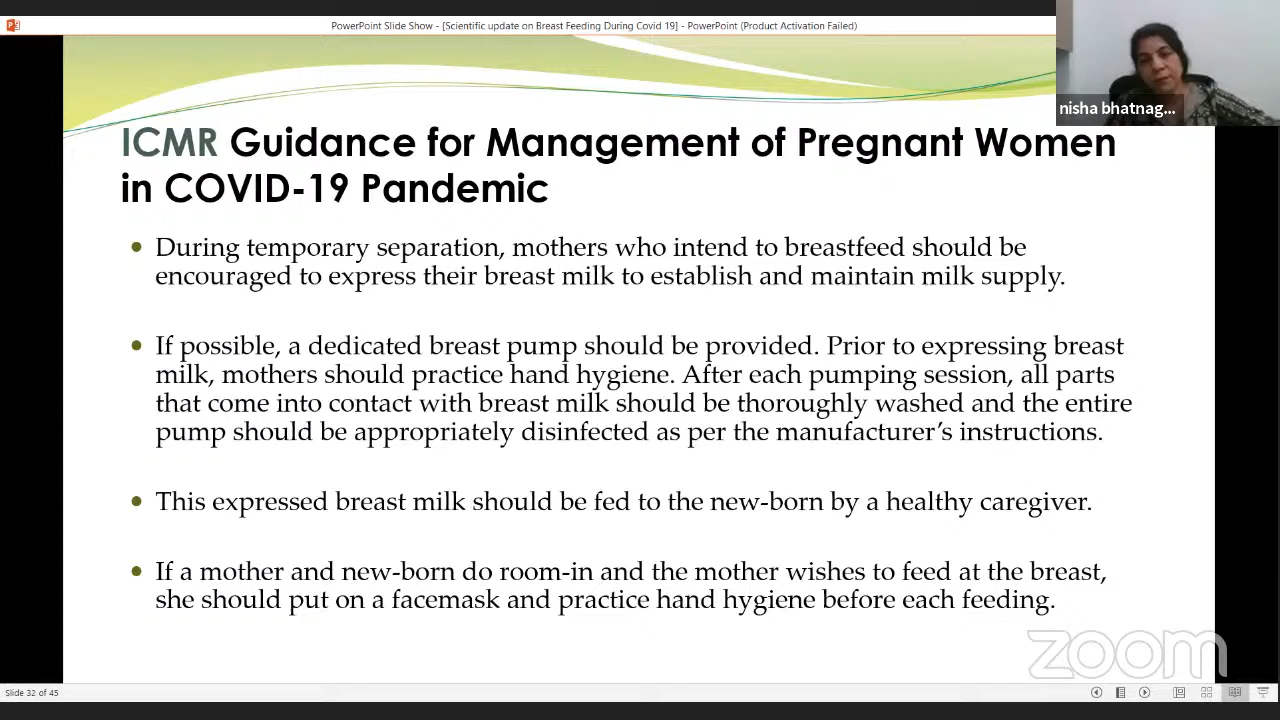 PowerPoint Slide Show - [Scientific update on Breast Feeding During Covid 19] - PowerPoint (Product Activation Failed)
nisha bhatnag...
ICMR Guidance for Management of Pregnant Women
in COVID-19 Pandemic
• During temporary separation, mothers who intend to breastfeed should be
encouraged to express their breast milk to establish and maintain milk supply.
• If possible, a dedicated breast pump should be provided. Prior to expressing breast
milk, mothers should practice hand hygiene. After each pumping session, all parts
that come into contact with breast milk should be thoroughly washed and the entire
pump should be appropriately disinfected as per the manufacturer’s instructions.
• This expressed breast milk should be fed to the new-born by a healthy caregiver.
• If a mother and new-born do room-in and the mother wishes to feed at the breast,
she should put on a facemask and practice hand hygiene before each feeding.
zoom
Slide 32 of 45